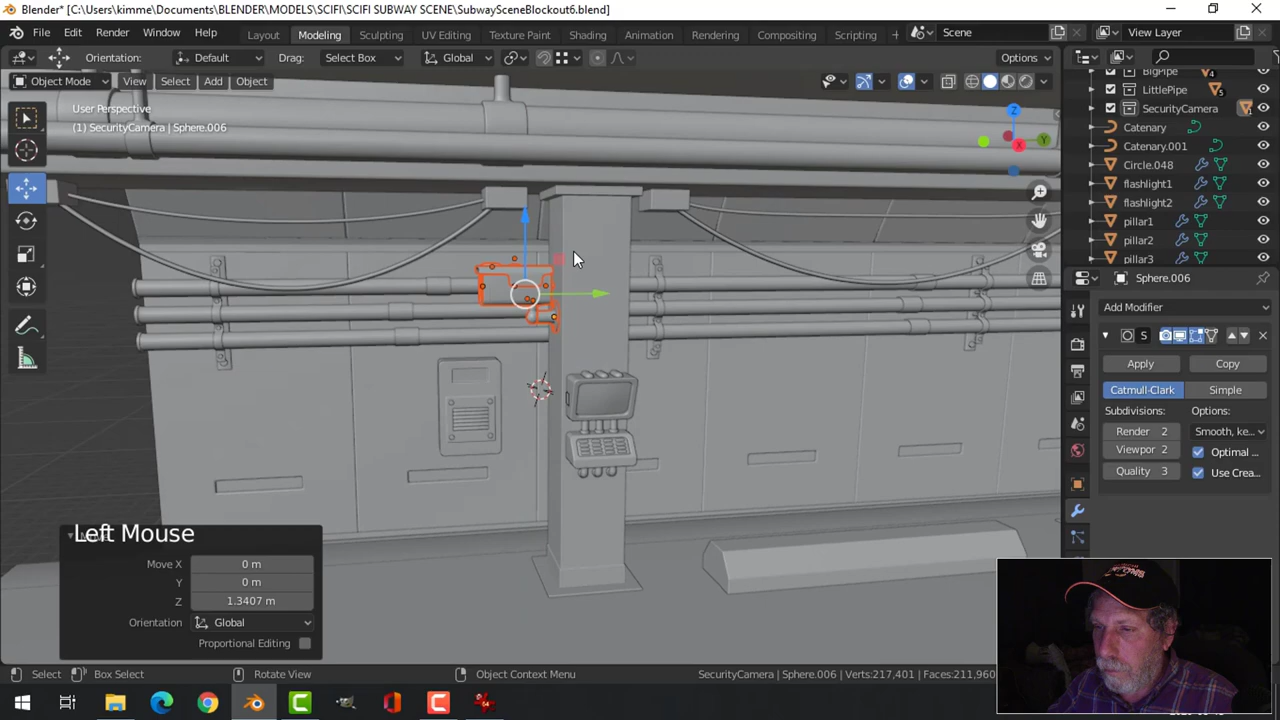 Blender* [C:\kimme\Documents\BLENDER\MODELS\SCIFI\SCIFI SUBWAY SCENE\SubwaySceneBlockout6.blend]
File Edit Render Window Help Layout Modeling Sculpting UV Editing Texture Paint Shading Animation Rendering Compositing Scripting + Scene View Layer
Orientation: Default Drag: Select Box Global Options
Object Mode View Select Add Object
User Perspective
(1) SecurityCamera | Sphere.006
X Y Z
BigPipe 4
LittlePipe 5
SecurityCamera
Catenary
Catenary.001
Circle.048
flashlight1
flashlight2
pillar1
pillar2
pillar3
Sphere.006
Add Modifier
S
Apply Copy
Catmull-Clark Simple
Subdivisions: Options:
Render 2 Smooth, ke...
Viewpor 2 Optimal ...
Quality 3 Use Crea...
Left Mouse
Move X 0 m
Y 0 m
Z 1.3407 m
Orientation Global
Proportional Editing
Select Box Select Rotate View Object Context Menu SecurityCamera | Sphere.006 | Verts:217,401 | Faces:211,960